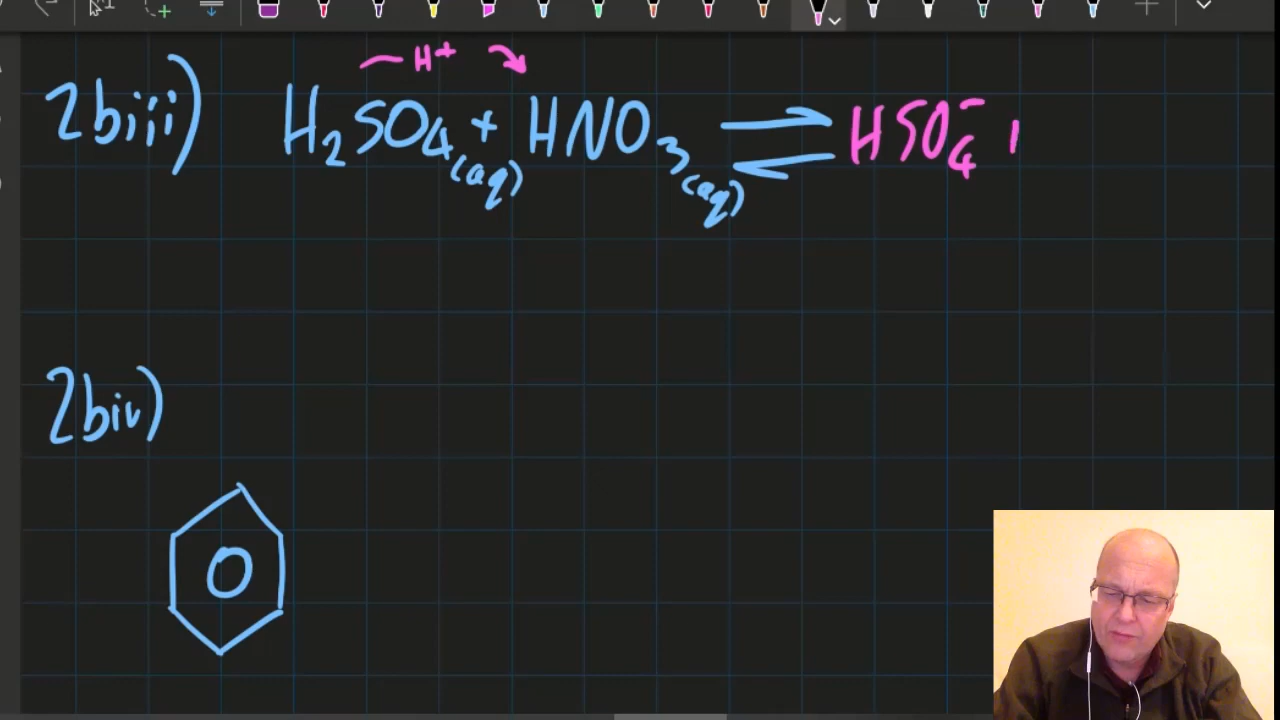 H+
2biii) H₂SO₄(aq) + HNO₃(aq) ⇌ HSO₄⁻
2biv)